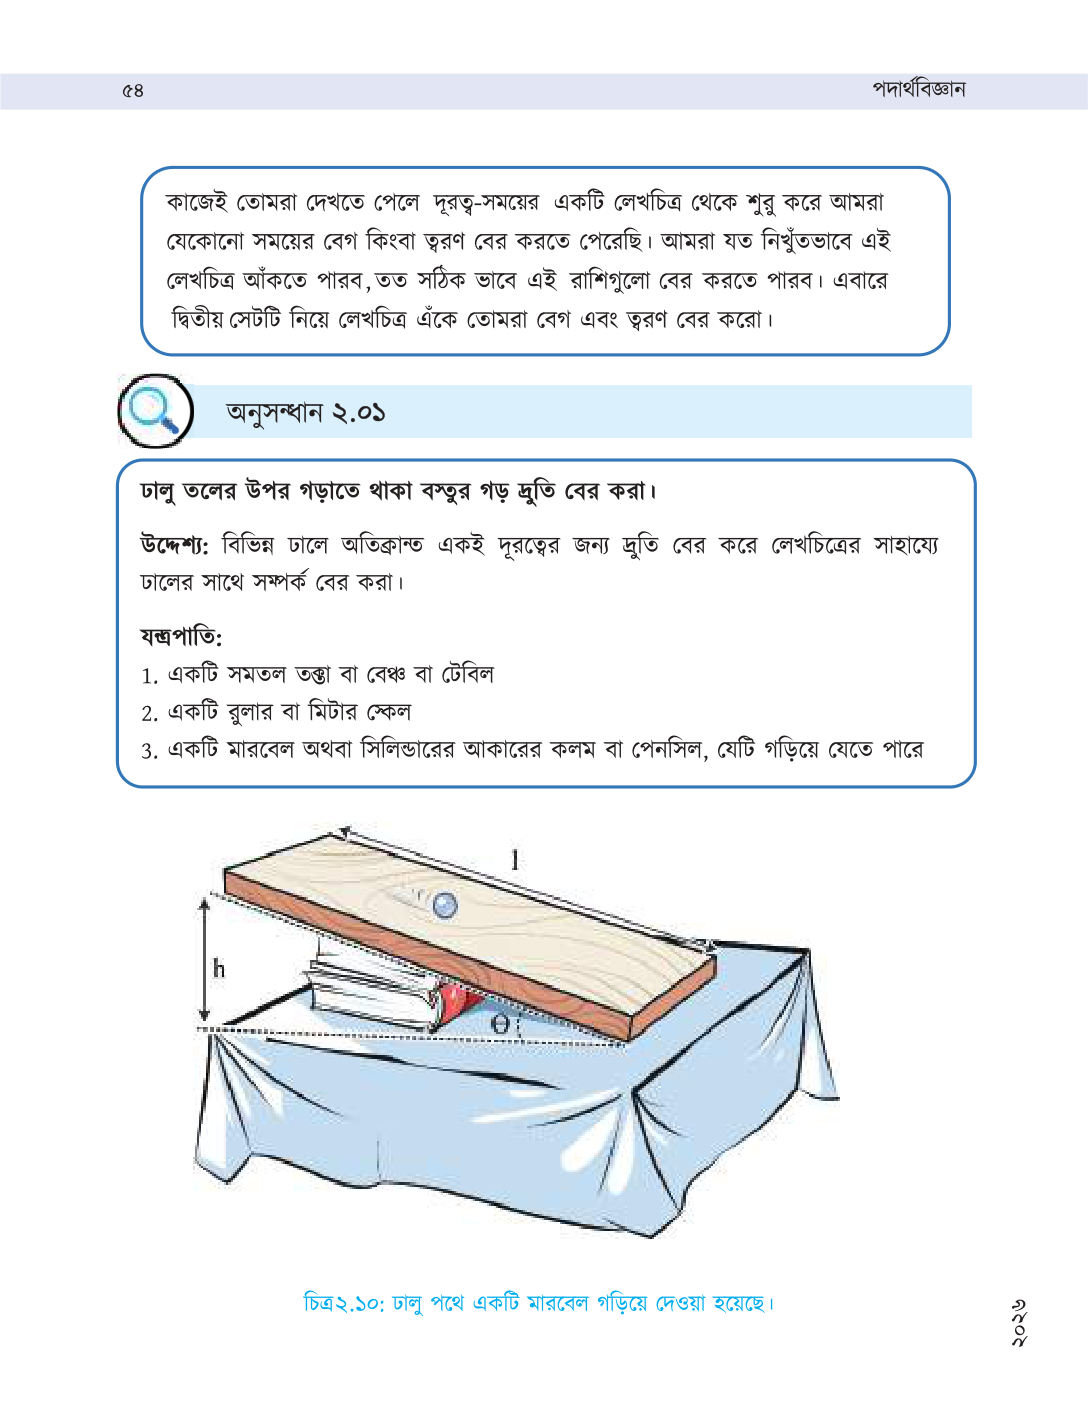 ৫৪
পদার্থবিজ্ঞান
কাজেই তোমরা দেখতে পেলে দূরত্ব-সময়ের একটি লেখচিত্র থেকে শুরু করে আমরা
যেকোনো সময়ের বেগ কিংবা ত্বরণ বের করতে পেরেছি। আমরা যত নিখুঁতভাবে এই
লেখচিত্র আঁকতে পারব,তত সঠিক ভাবে এই রাশিগুলো বের করতে পারব। এবারে
দ্বিতীয় সেটটি নিয়ে লেখচিত্র এঁকে তোমরা বেগ এবং ত্বরণ বের করো।
অনুসন্ধান ২.০১
ঢালু তলের উপর গড়াতে থাকা বস্তুর গড় দ্রুতি বের করা।
উদ্দেশ্য: বিভিন্ন ঢালে অতিক্রান্ত একই দূরত্বের জন্য দ্রুতি বের করে লেখচিত্রের সাহায্যে
ঢালের সাথে সম্পর্ক বের করা।
যন্ত্রপাতি:
1. একটি সমতল তক্তা বা বেঞ্চ বা টেবিল
2. একটি রুলার বা মিটার স্কেল
3. একটি মারবেল অথবা সিলিন্ডারের আকারের কলম বা পেনসিল, যেটি গড়িয়ে যেতে পারে
l
h
Θ
চিত্র২.১০: ঢালু পথে একটি মারবেল গড়িয়ে দেওয়া হয়েছে।
২০২৬